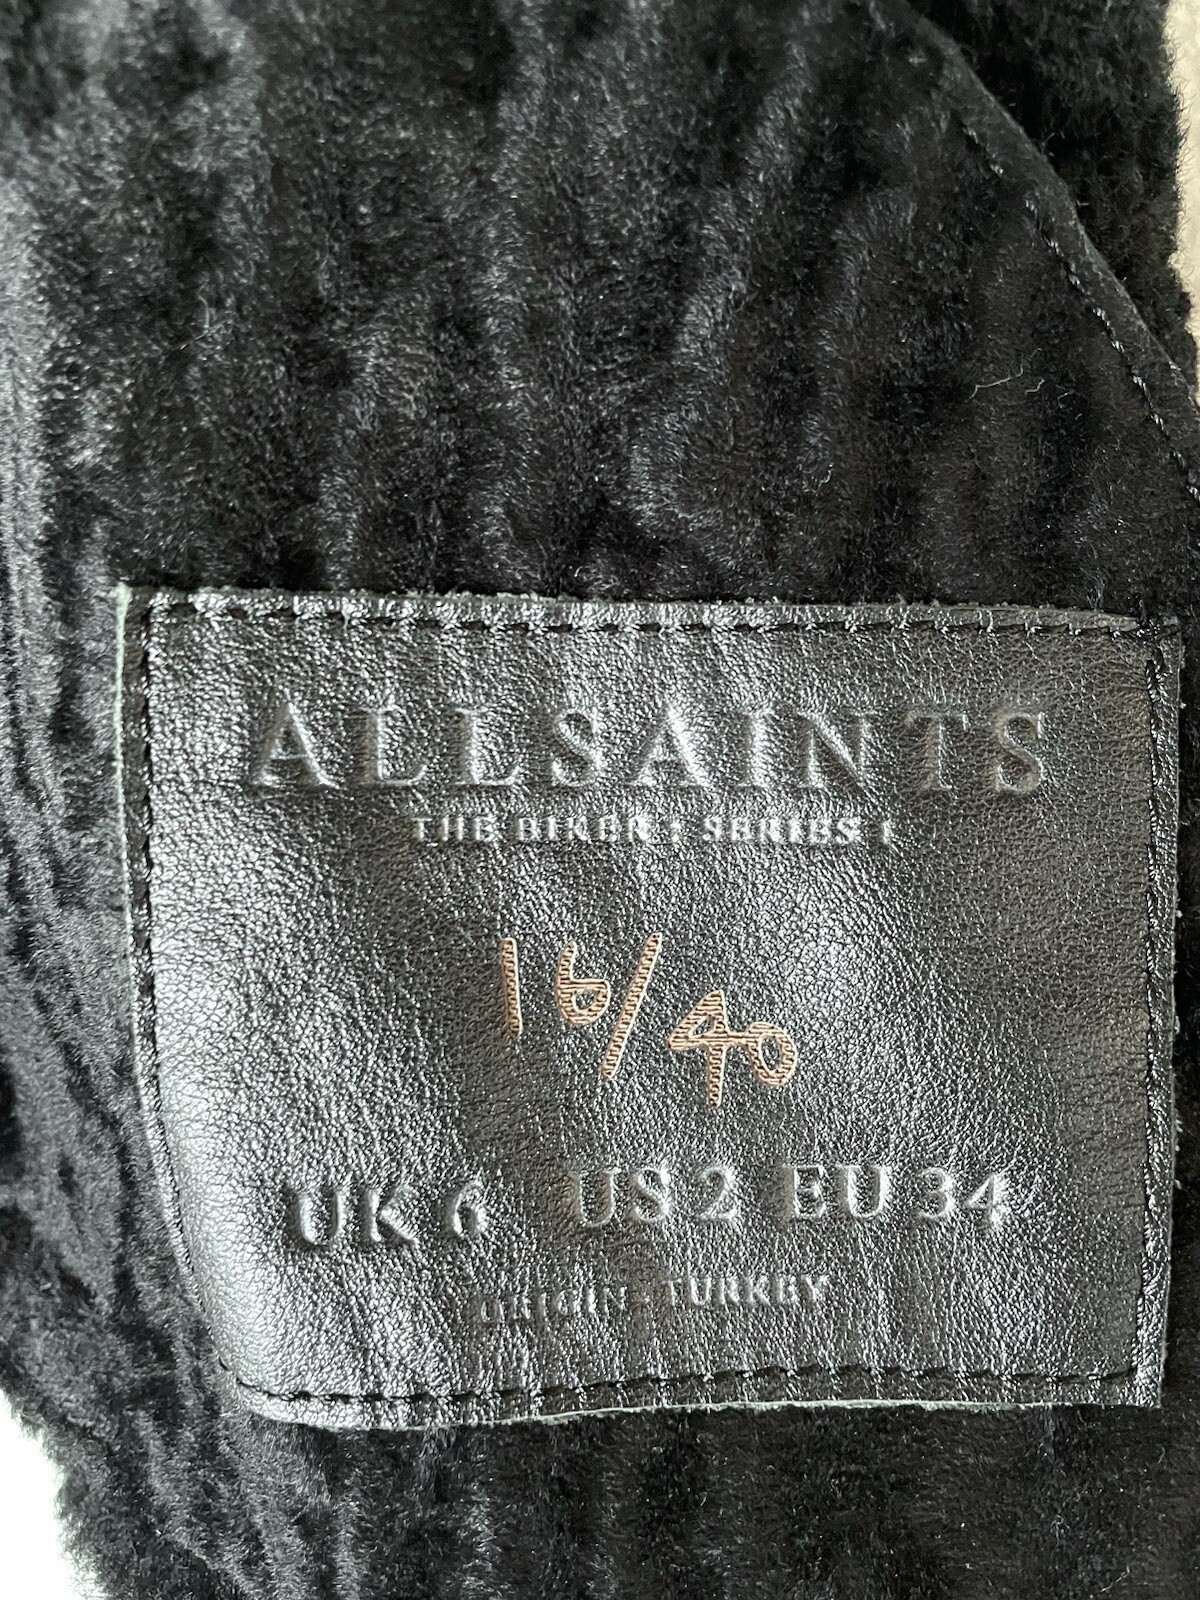 ALLSAINTS
THE BIKER | SERIES 1
16/40
UK 6 US 2 EU 34
ORIGIN - TURKEY